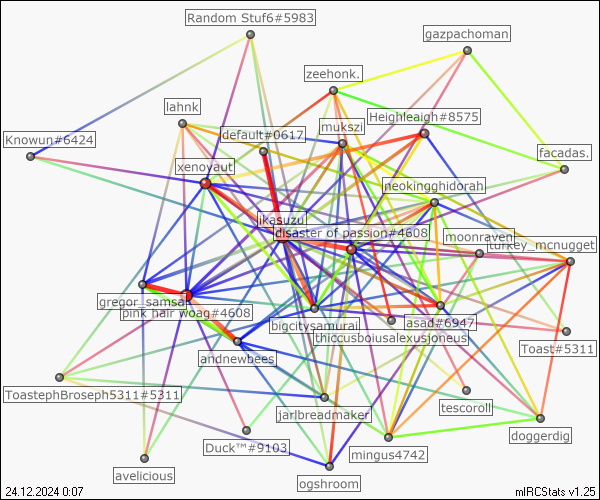 Random Stuf6#5983
gazpachoman
zeehonk.
lahnk
Heighleaigh#8575
mukszi
default#0617
Knowun#6424
facadas.
xenoyaut
neokingghidorah
ikasuzu
disaster of passion#4608
moonraven
turkey_mcnugget
gregor_samsa
pink hair woag#4608
bigcitysamurai
asad#6947
thiccusboiusalexusioneus
Toast#5311
andnewbees
ToastephBroseph5311#5311
jarlbreadmaker
tescoroll
doggerdig
Duck™#9103
mingus4742
avelicious
ogshroom
24.12.2024 0:07
mIRCStats v1.25